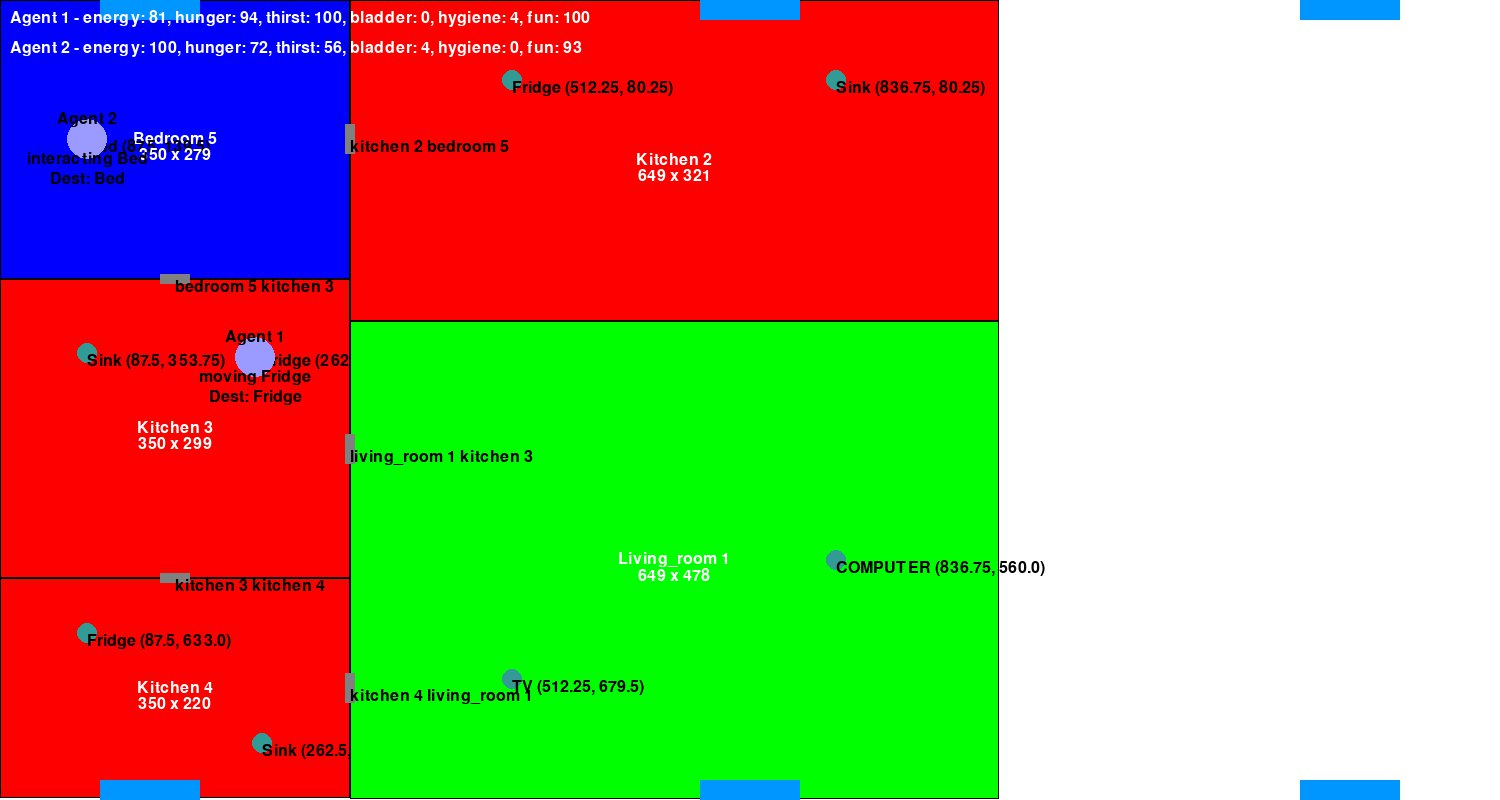 Agent 1 - energy: 81, hunger: 94, thirst: 100, bladder: 0, hygiene: 4, fun: 100
Agent 2 - energy: 100, hunger: 72, thirst: 56, bladder: 4, hygiene: 0, fun: 93
Fridge (512.25, 80.25)
Sink (836.75, 80.25)
Agent 2
Bedroom 5
350 x 279
interacting Bed
Dest: Bed
kitchen 2 bedroom 5
Kitchen 2
649 x 321
bedroom 5 kitchen 3
Agent 1
Sink (87.5, 353.75)
(262
moving Fridge
Dest: Fridge
Kitchen 3
350 x 299
living_room 1 kitchen 3
Living_room 1
649 x 478
COMPUTER (836.75, 560.0)
kitchen 3 kitchen 4
Fridge (87.5, 633.0)
Kitchen 4
350 x 220
TV (512.25, 679.5)
kitchen 4 living_room 1
Sink (262.5,